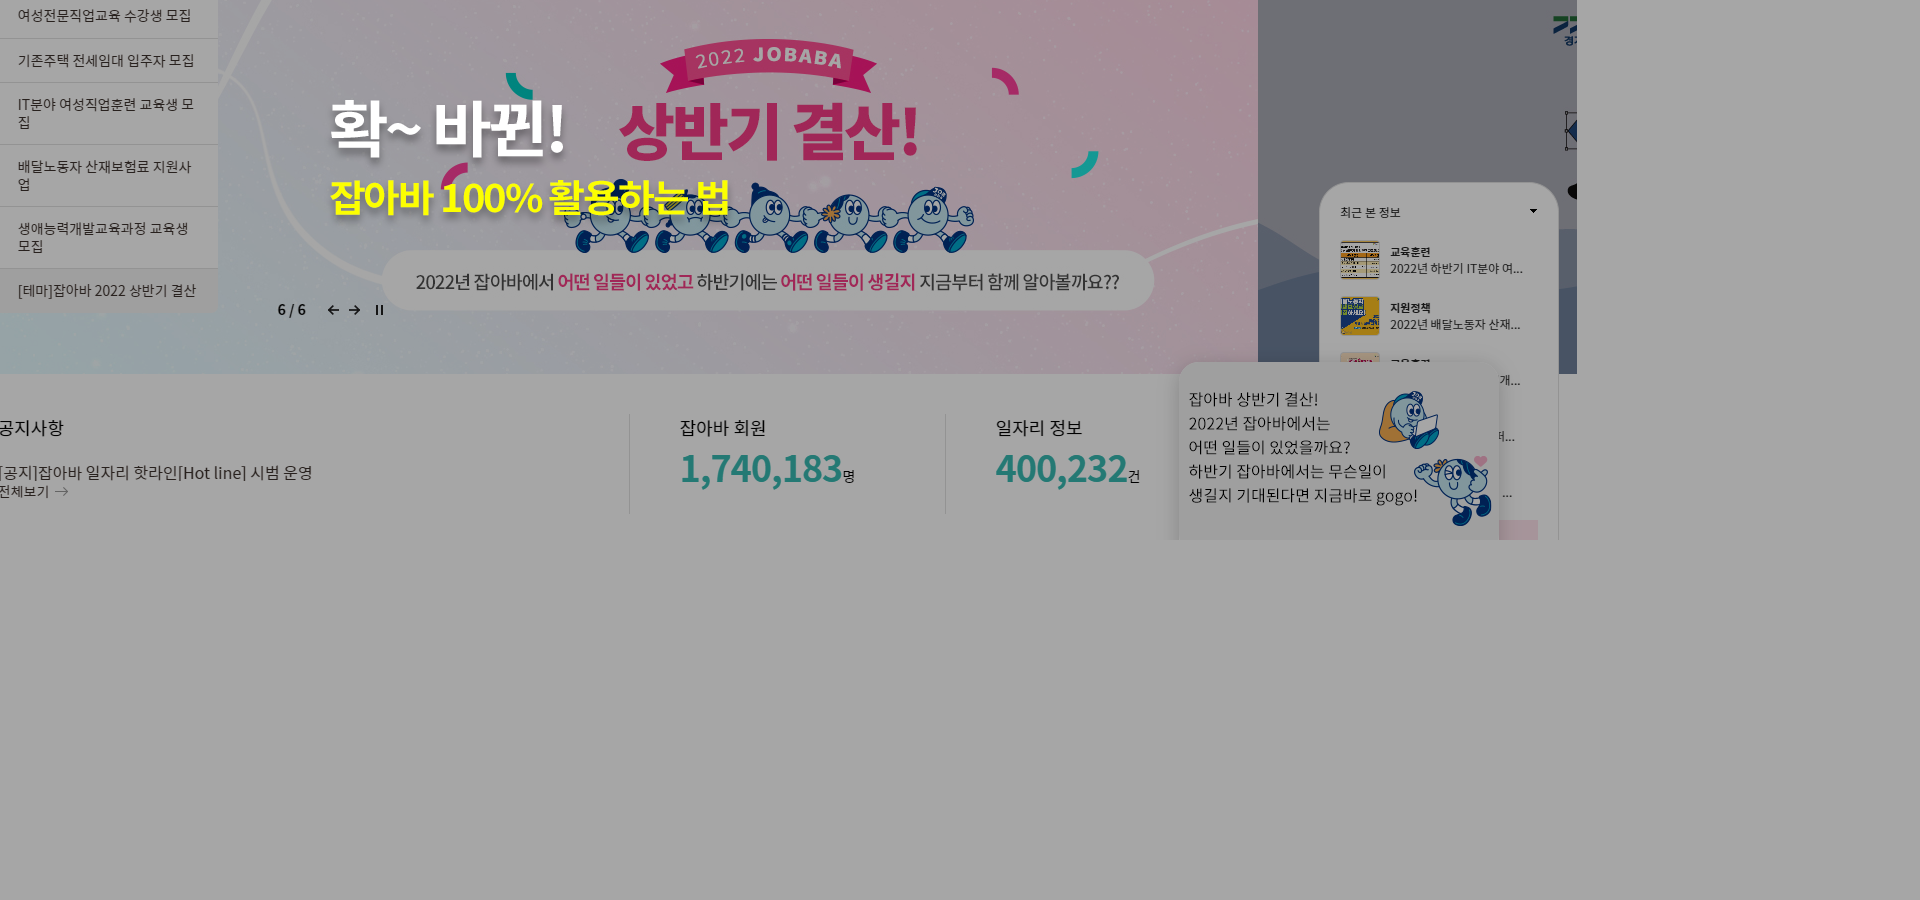 여성전문직업교육 수강생 모집
기존주택 전세임대 입주자 모집
IT분야 여성직업훈련 교육생 모
집
배달노동자 산재보험료 지원사
업
생애능력개발교육과정 교육생
모집
[테마]잡아바 2022 상반기 결산
2022 JOBABA
확~ 바뀐!
상반기 결산!
잡아바 100% 활용하는 법
2022년 잡아바에서 어떤 일들이 있었고 하반기에는 어떤 일들이 생길지 지금부터 함께 알아볼까요??
6 / 6
최근 본 정보
교육훈련
2022년 하반기 IT분야 여...
지원정책
2022년 배달노동자 산재...
개...
잡아바 상반기 결산!
2022년 잡아바에서는
어떤 일들이 있었을까요?
하반기 잡아바에서는 무슨일이
생길지 기대된다면 지금바로 gogo!
공지사항
[공지]잡아바 일자리 핫라인[Hot line] 시범 운영
전체보기
잡아바 회원
1,740,183명
일자리 정보
400,232건